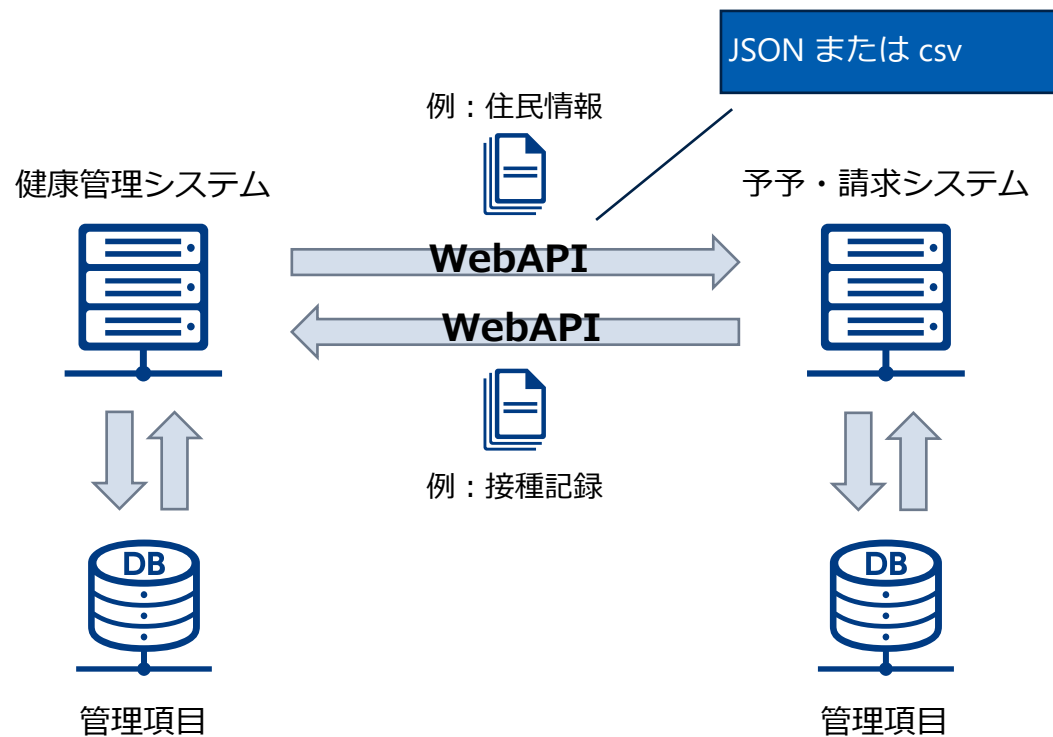 JSON または csv
例：住民情報
健康管理システム
予予・請求システム
WebAPI
WebAPI
例：接種記録
DB
DB
管理項目
管理項目